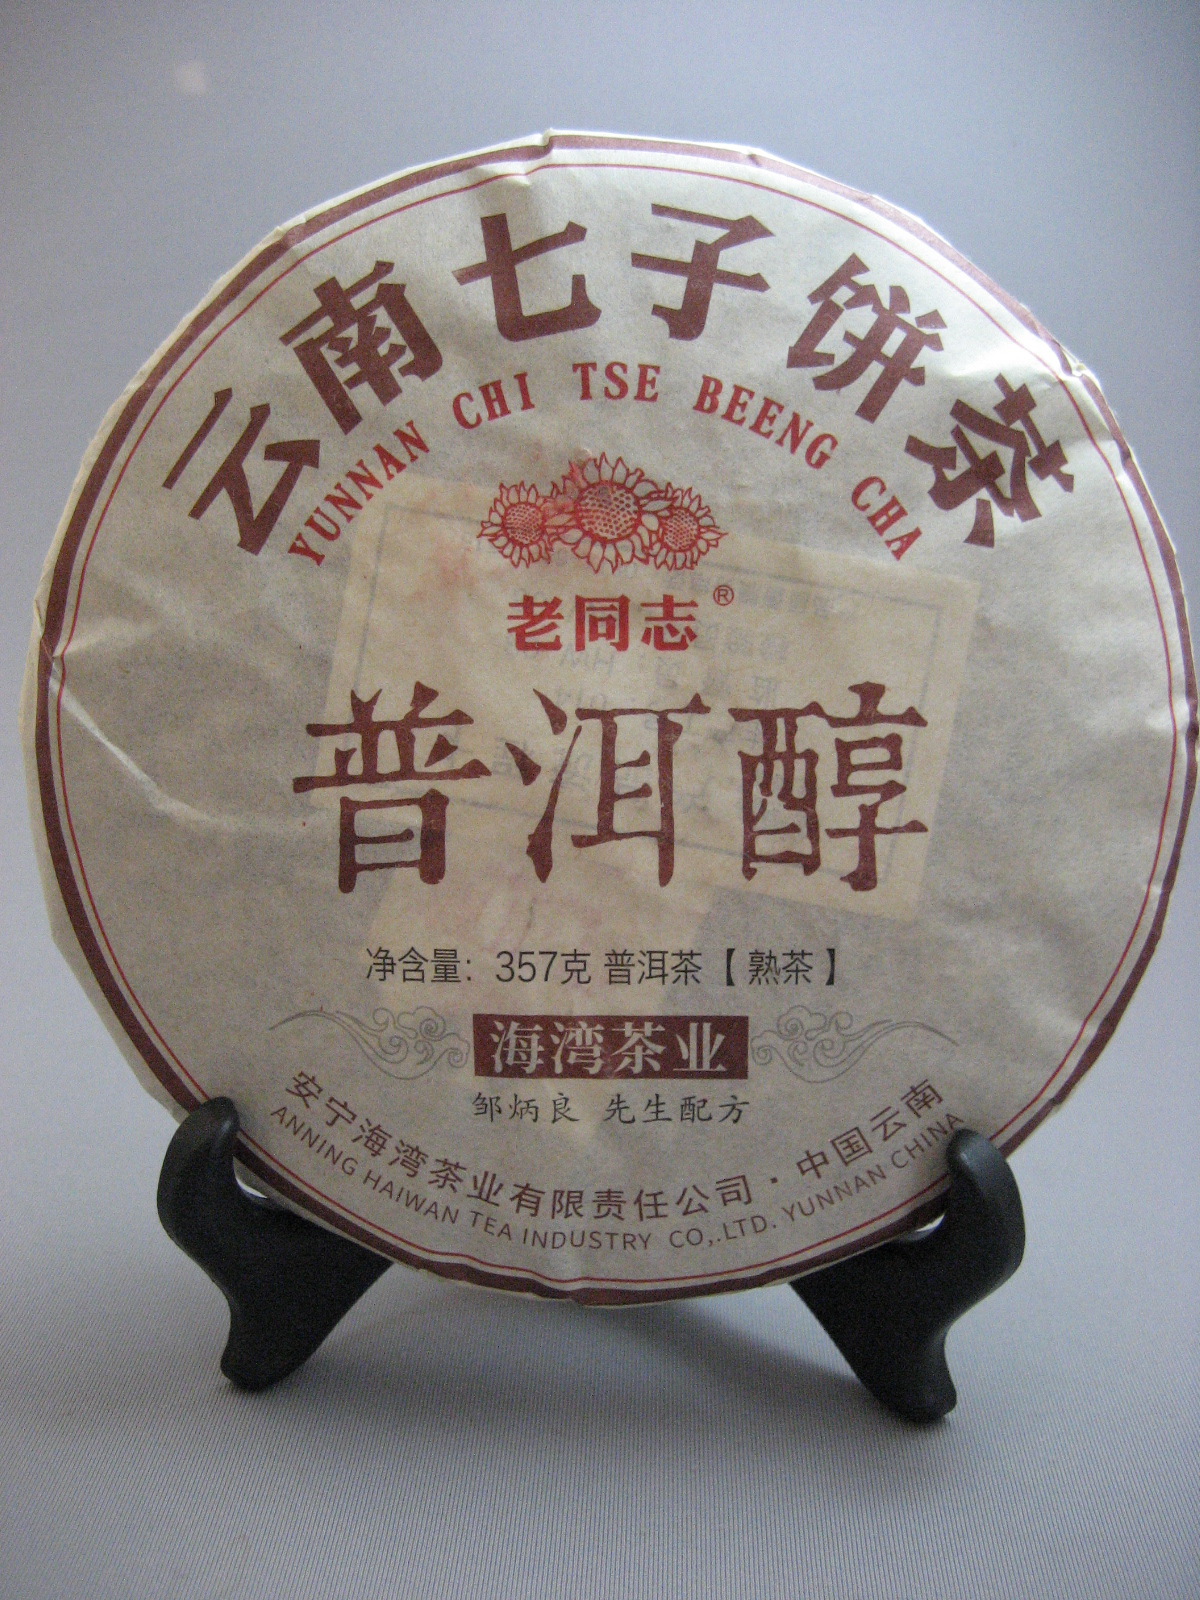 云南七子饼茶
YUNNAN CHI TSE BEENG CHA
老同志®
普洱醇
净含量：357克 普洱茶【熟茶】
海湾茶业
邹炳良 先生配方
安宁海湾茶业有限责任公司·中国云南
ANNING HAIWAN TEA INDUSTRY CO,.LTD. YUNNAN CHINA